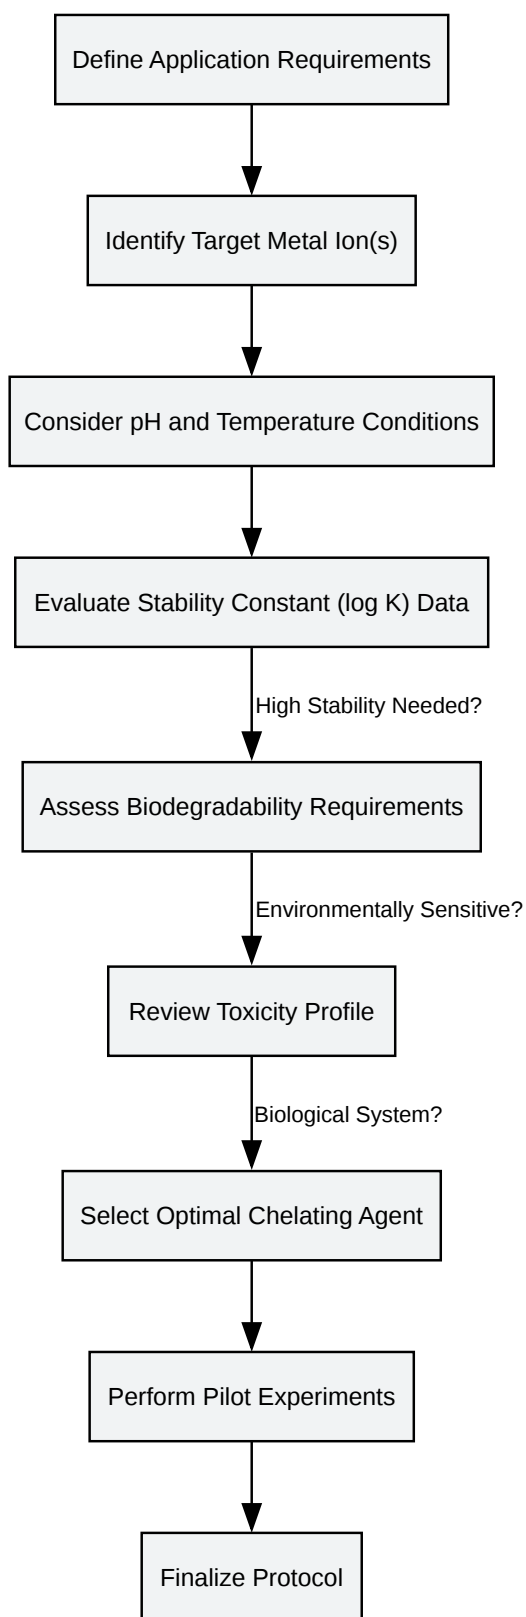 Define Application Requirements
Identify Target Metal Ion(s)
Consider pH and Temperature Conditions
Evaluate Stability Constant (log K) Data
High Stability Needed?
Assess Biodegradability Requirements
Environmentally Sensitive?
Review Toxicity Profile
Biological System?
Select Optimal Chelating Agent
Perform Pilot Experiments
Finalize Protocol